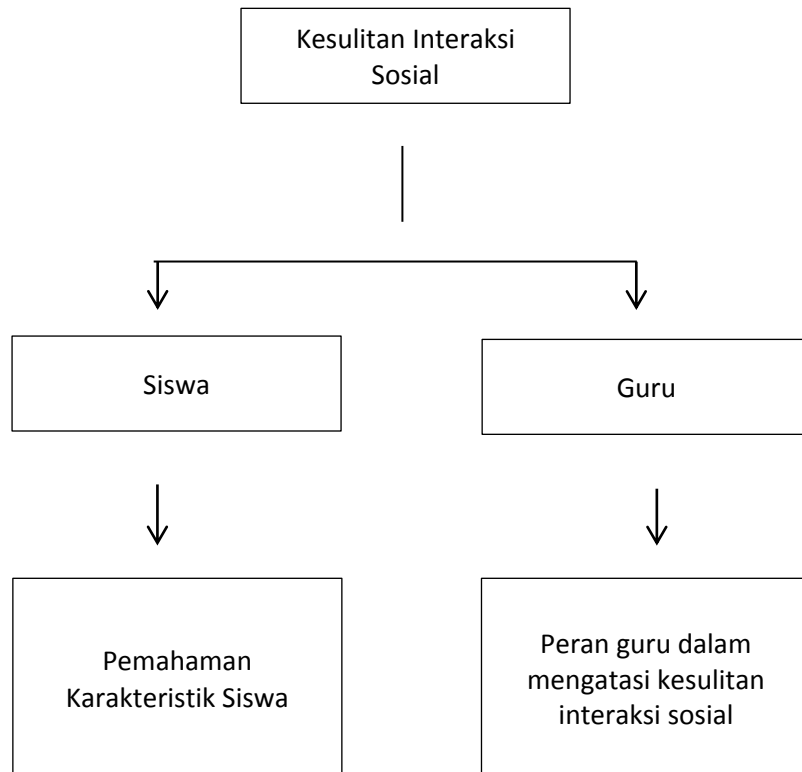 Kesulitan Interaksi
Sosial
Siswa
Guru
Pemahaman
Karakteristik Siswa
Peran guru dalam
mengatasi kesulitan
interaksi sosial